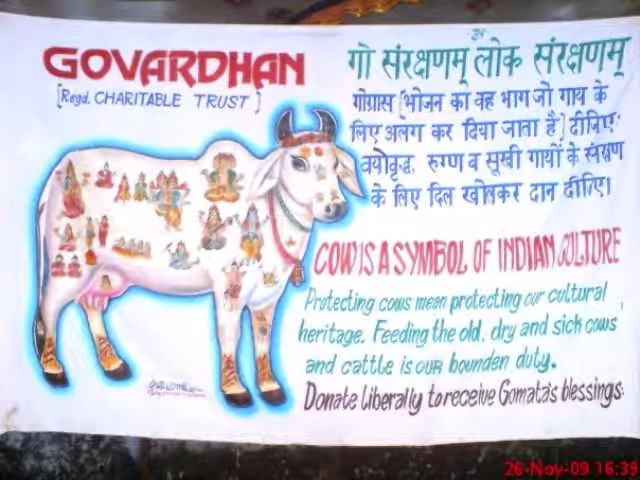 GOVARDHAN
[Regd. CHARITABLE TRUST]
ॐ
गो संरक्षणम् लोक संरक्षणम्
गोग्रास [भोजन का वह भाग जो गाय के
लिए अलग कर दिया जाता है] दीजिए
वयोवृद्ध, रुग्ण व सूखी गायों के संरक्षण
के लिए दिल खोलकर दान दीजिए।
COW IS A SYMBOL OF INDIAN CULTURE
Protecting cows mean protecting our cultural
heritage. Feeding the old, dry and sick cows
and cattle is our bounden duty.
Donate liberally to receive Gomata's blessings.
26-Nov-09 16:39